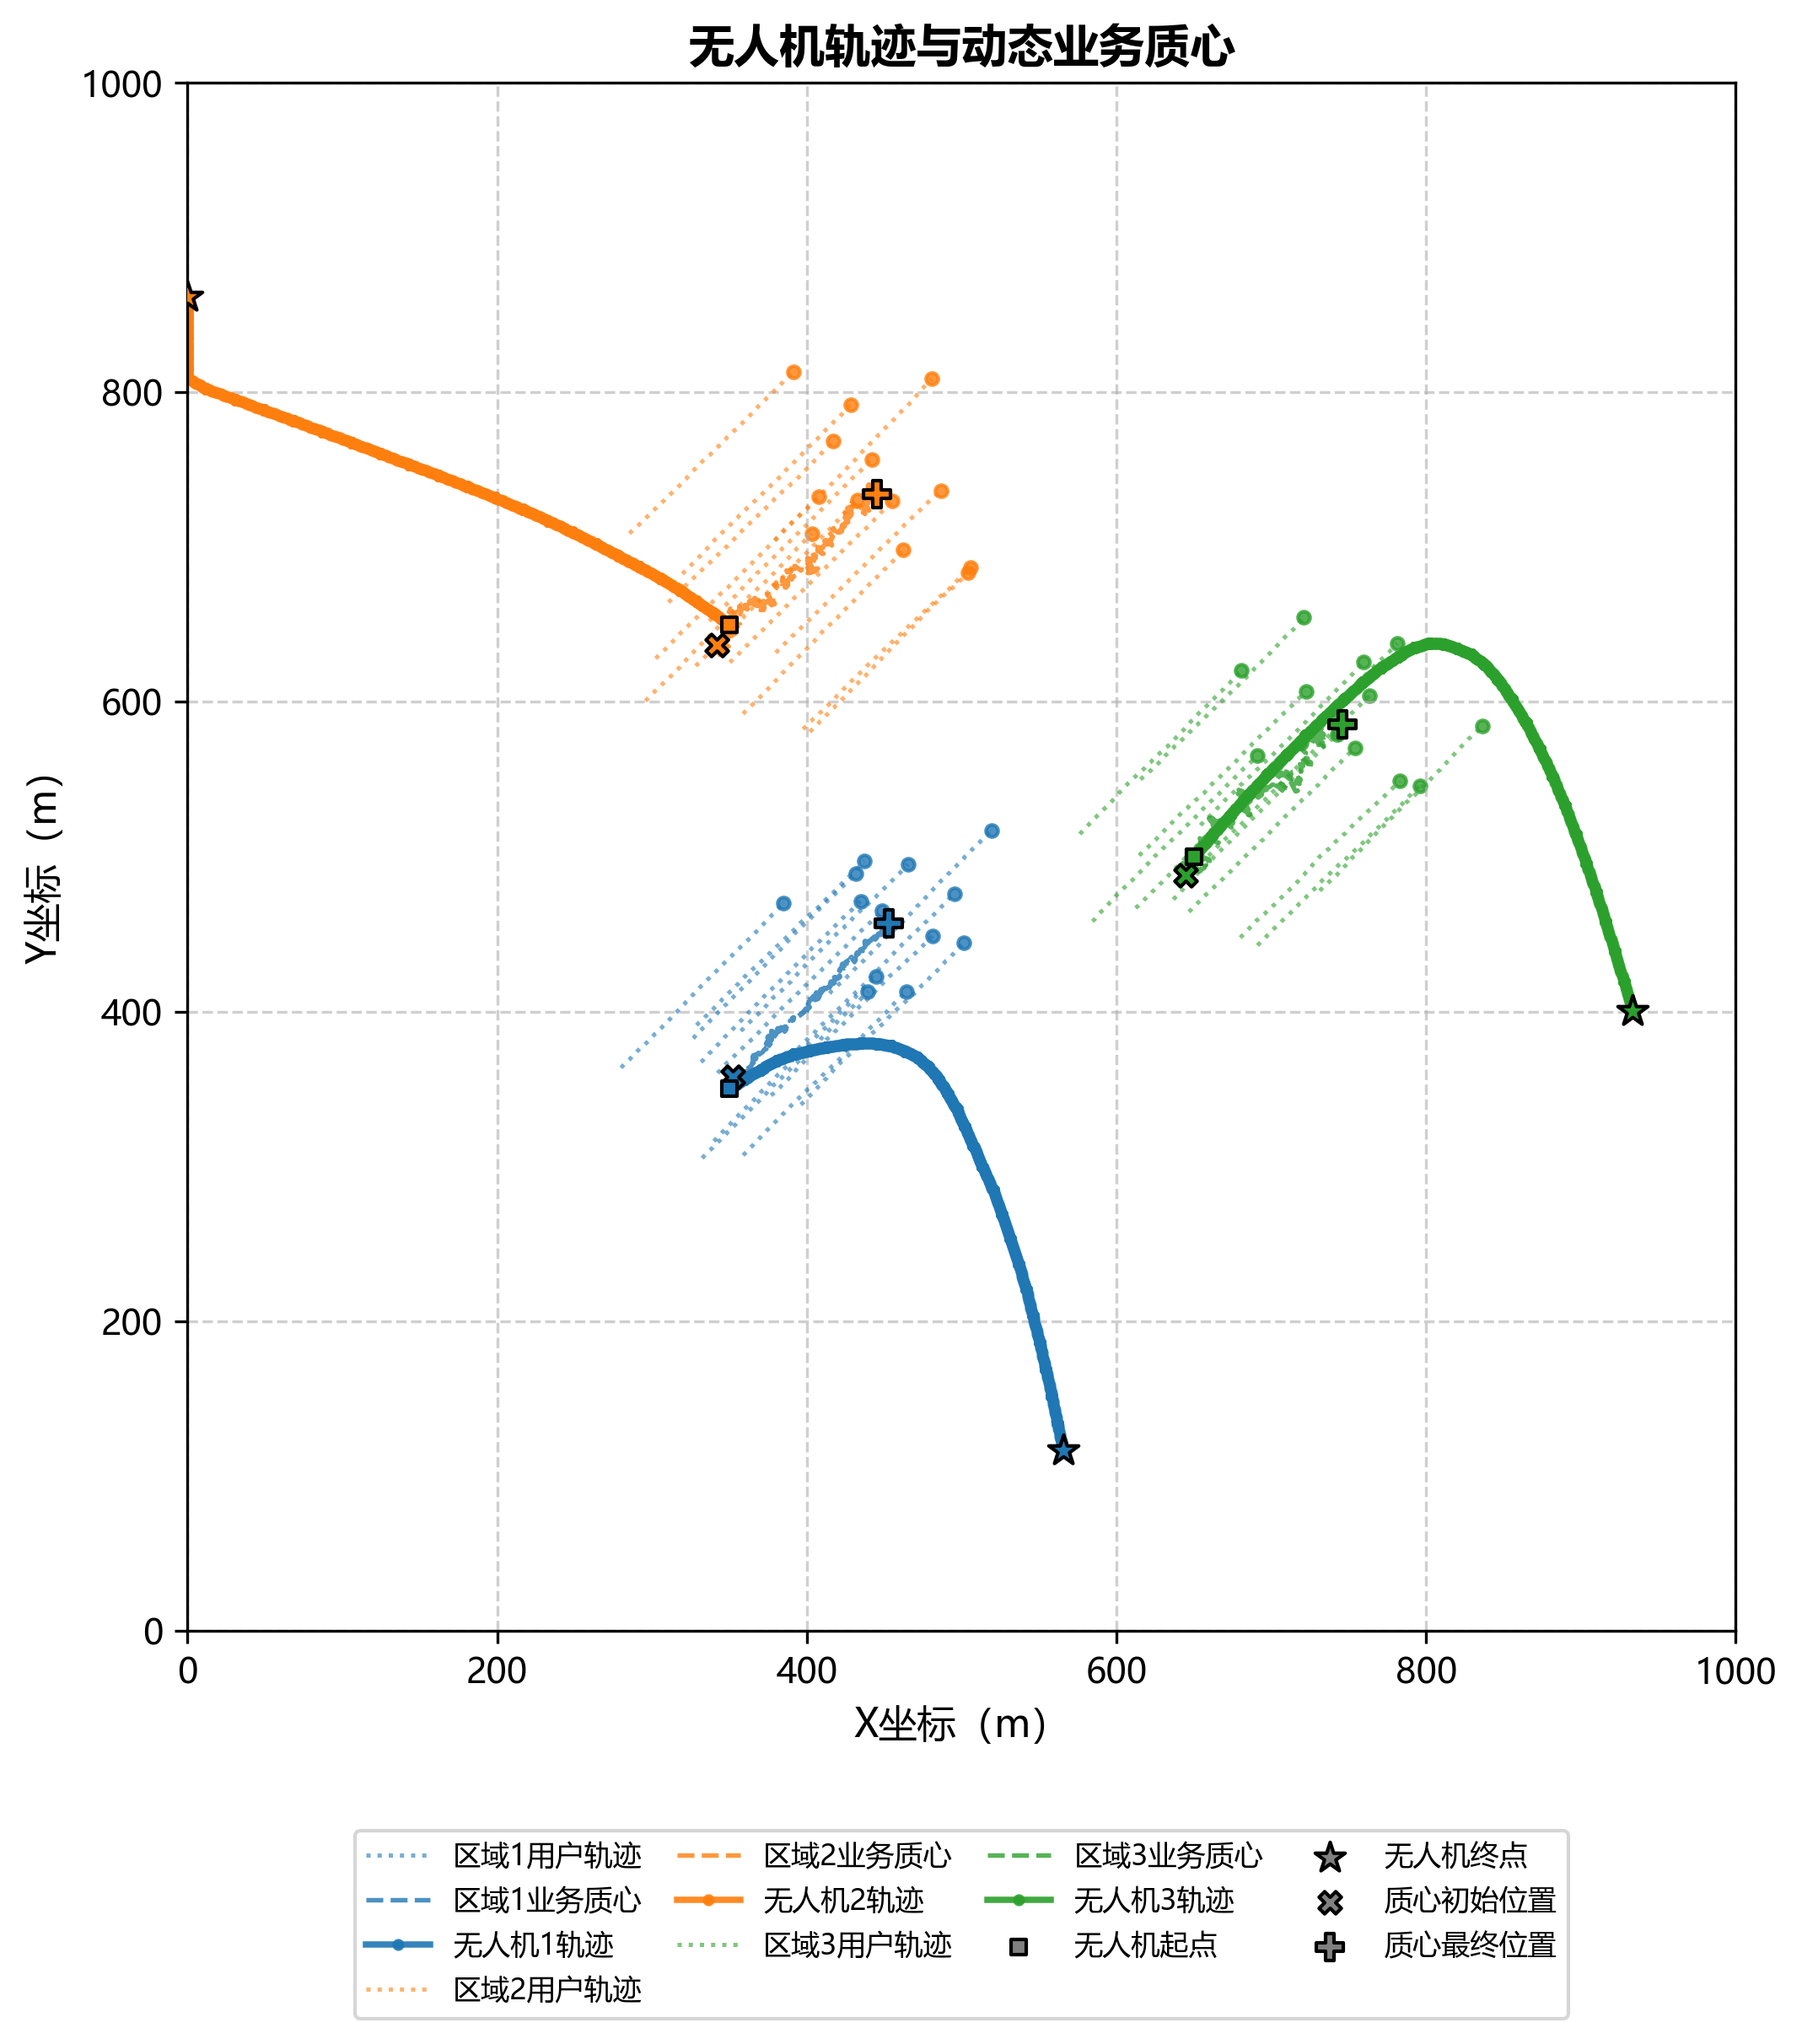 无人机轨迹与动态业务质心
1000
800
600
400
200
0
Y坐标（m）
0 200 400 600 800 1000
X坐标（m）
区域1用户轨迹 区域2业务质心 区域3业务质心 无人机终点
区域1业务质心 无人机2轨迹 无人机3轨迹 质心初始位置
无人机1轨迹 区域3用户轨迹 无人机起点 质心最终位置
区域2用户轨迹